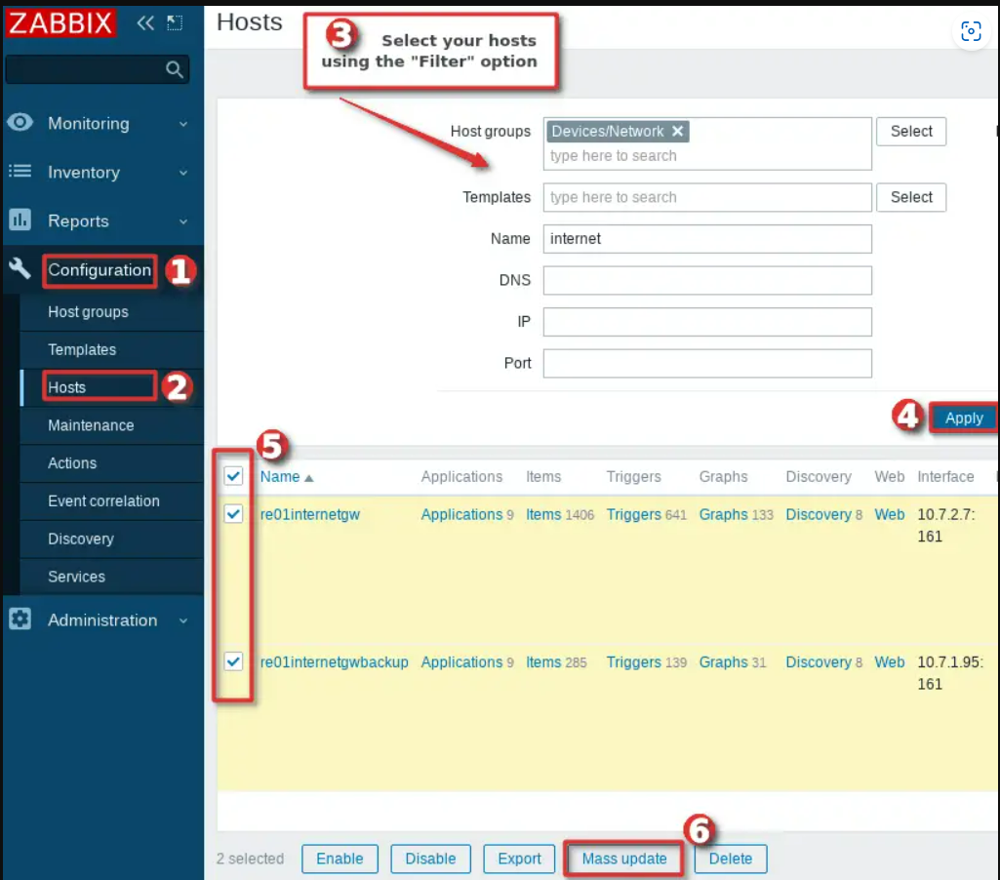 ZABBIX
Monitoring
Inventory
Reports
Configuration 1
Host groups
Templates
Hosts 2
Maintenance
Actions
Event correlation
Discovery
Services
Administration
Hosts
3 Select your hosts
using the "Filter" option
Host groups Devices/Network Select
type here to search
Templates type here to search Select
Name internet
DNS
IP
Port
4 Apply
5
Name Applications Items Triggers Graphs Discovery Web Interface
re01internetgw Applications 9 Items 1406 Triggers 641 Graphs 133 Discovery 8 Web 10.7.2.7:
161
re01internetgwbackup Applications 9 Items 285 Triggers 139 Graphs 31 Discovery 8 Web 10.7.1.95:
161
6
2 selected Enable Disable Export Mass update Delete